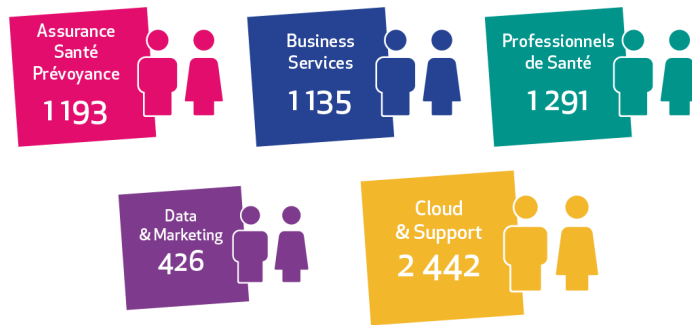 Assurance
Santé
Prévoyance
1 193
Business
Services
1 135
Professionnels
de Santé
1 291
Data
& Marketing
426
Cloud
& Support
2 442